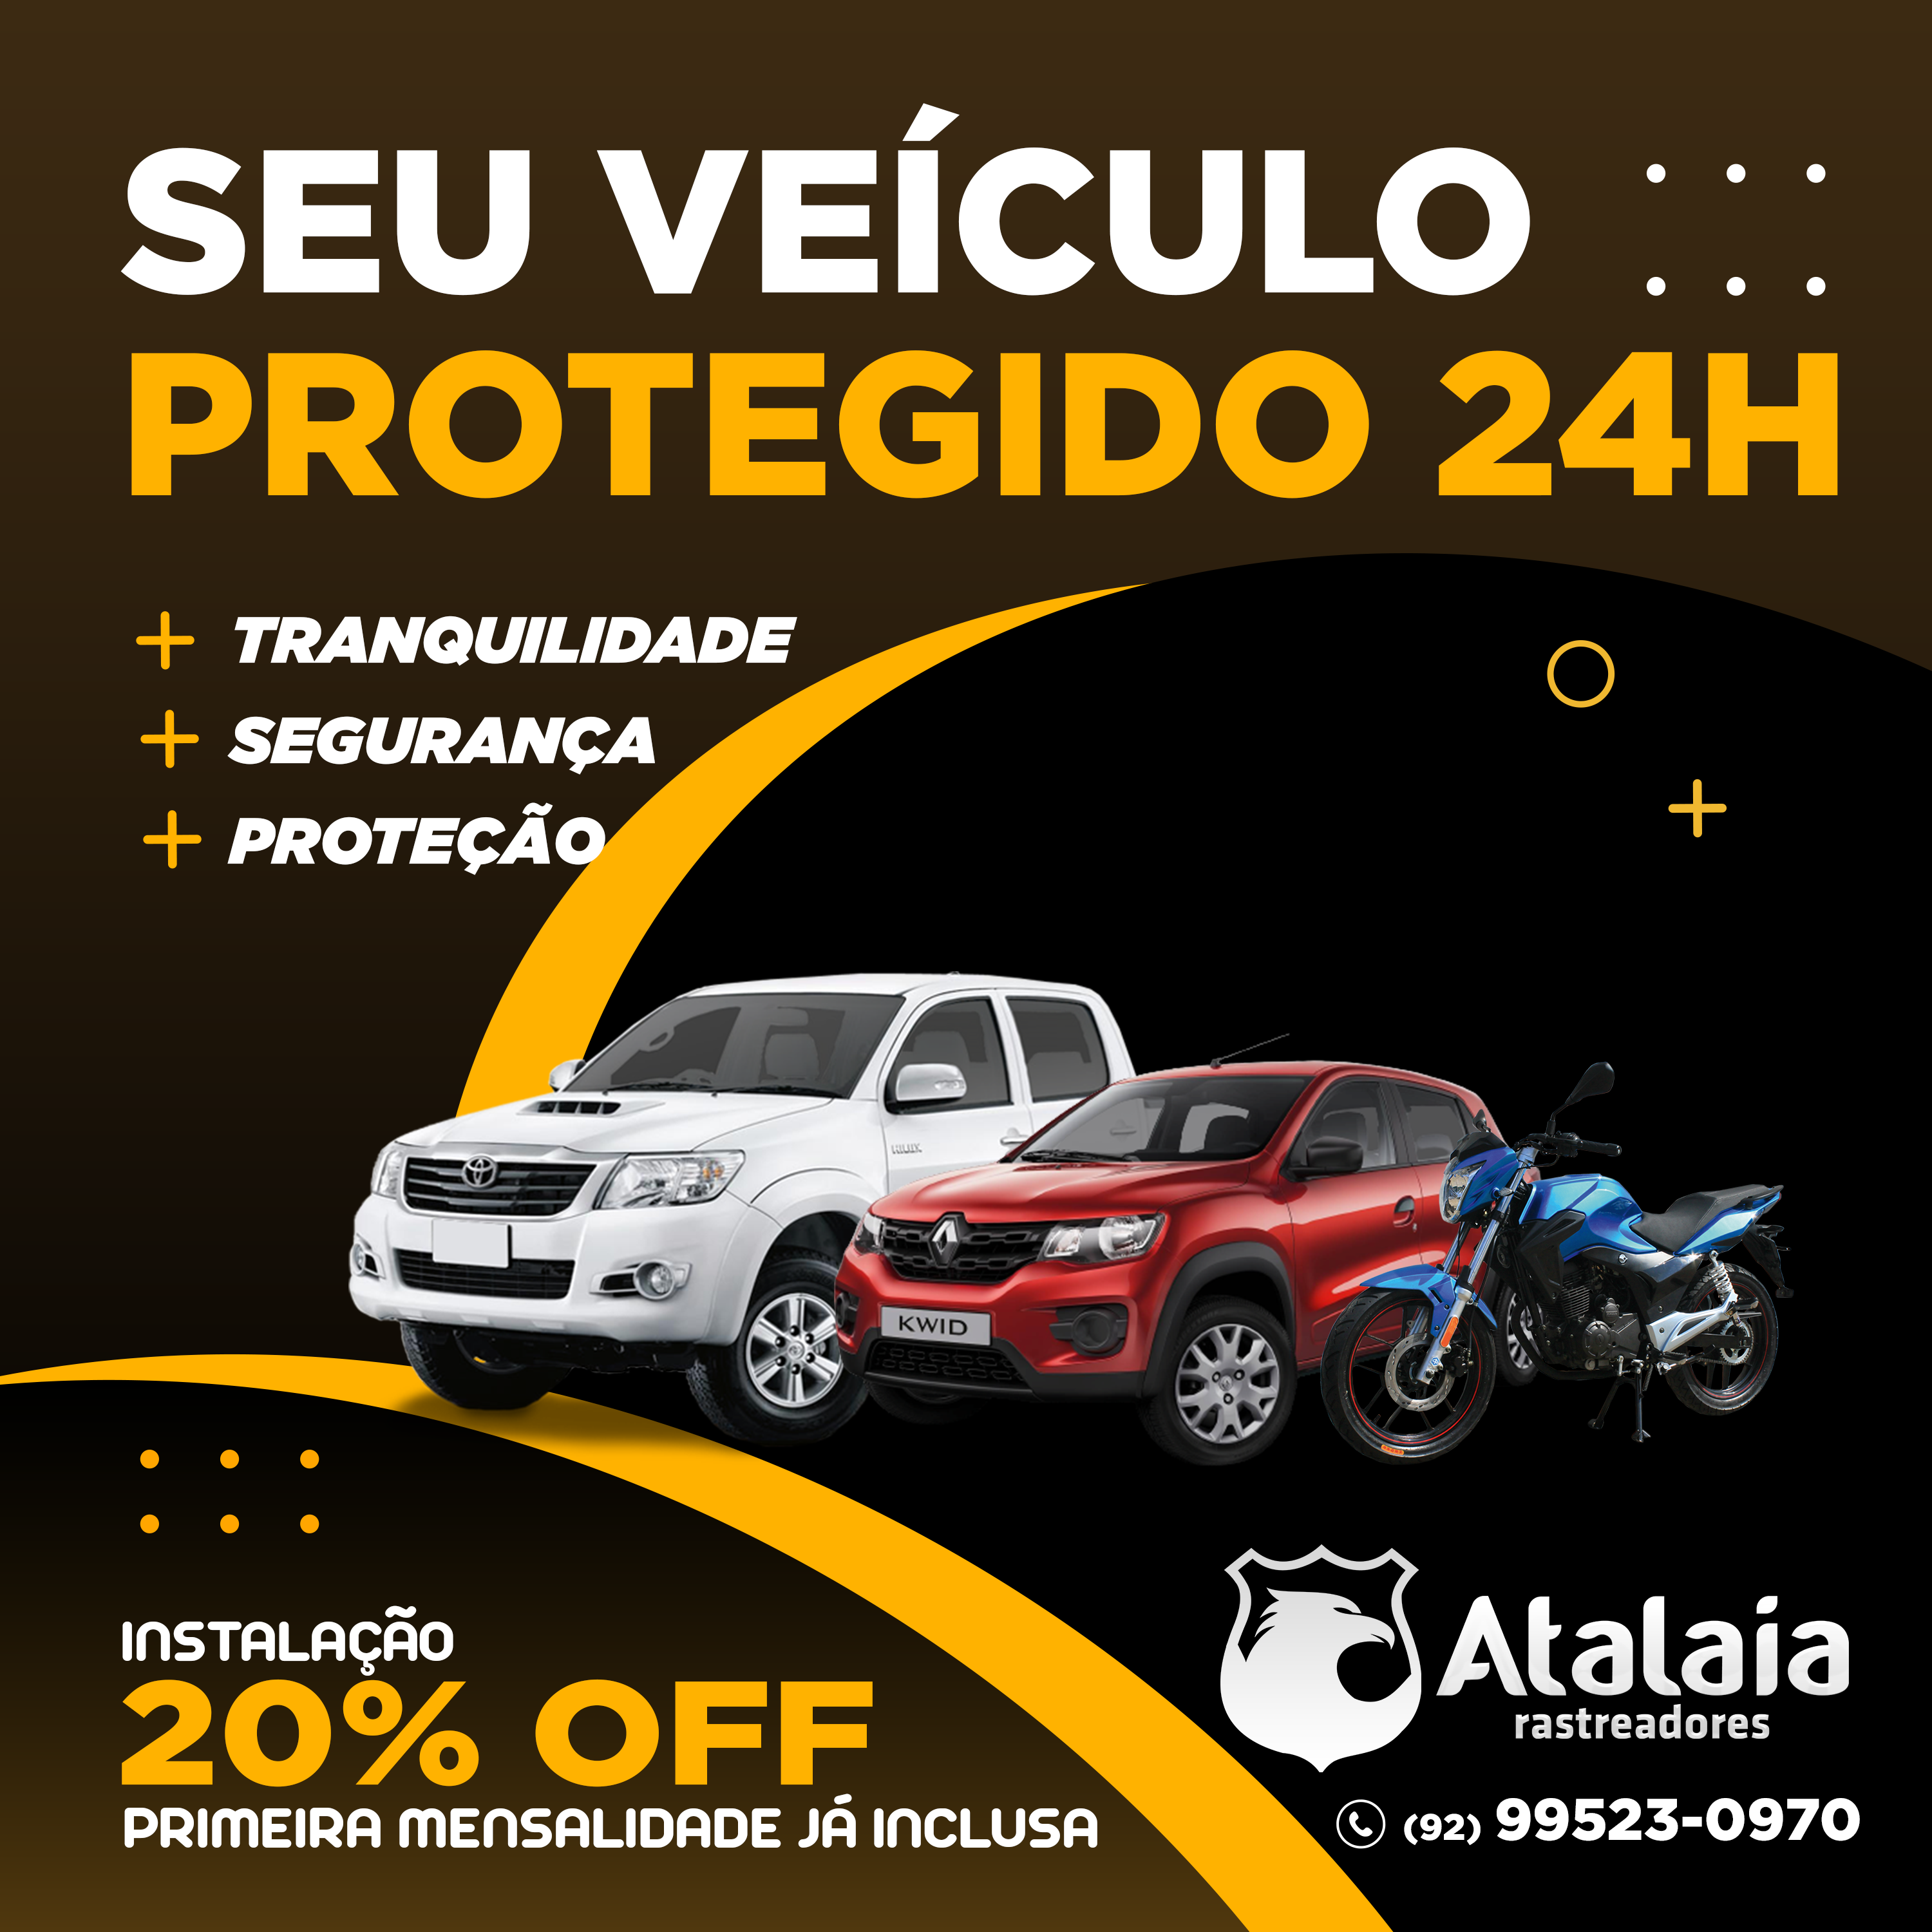 SEU VEÍCULO
PROTEGIDO 24H
TRANQUILIDADE
SEGURANÇA
PROTEÇÃO
HILUX
KWID
INSTALAÇÃO
20% OFF
PRIMEIRA MENSALIDADE JÁ INCLUSA
Atalaia
rastreadores
(92) 99523-0970